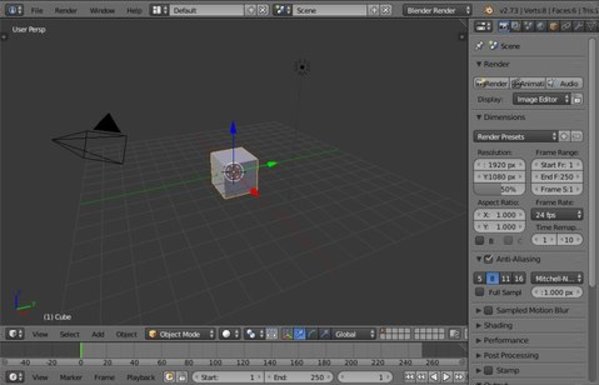 File Render Window Help Default Scene Blender Render v2.73 | Verts:8 | Faces:6 | Tris:1
User Persp
Scene
Render
Render Animati Audio
Display: Image Editor
Dimensions
Render Presets
Resolution: Frame Range:
: 1920 px Start Fr: 1
Y:1080 px End F:250
50% Frame S:1
Aspect Ratio: Frame Rate:
X: 1.000 24 fps
Y: 1.000 Time Remap...
B C :1 :10
Anti-Aliasing
5 8 11 16 Mitchell-N...
Full Sampl :1.000 px
Sampled Motion Blur
Shading
Performance
Post Processing
Stamp
(1) Cube
View Select Add Object Object Mode Global
-40 -20 0 20 40 60 80 100 120 140 160 180 200 220 240 260
View Marker Frame Playback Start: 1 End: 250 1